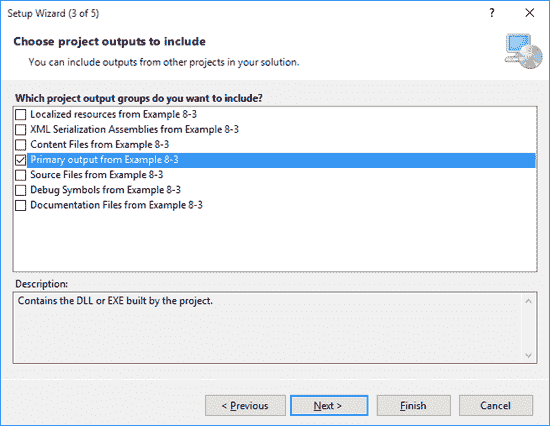 Setup Wizard (3 of 5)
Choose project outputs to include
You can include outputs from other projects in your solution.
Which project output groups do you want to include?
Localized resources from Example 8-3
XML Serialization Assemblies from Example 8-3
Content Files from Example 8-3
Primary output from Example 8-3
Source Files from Example 8-3
Debug Symbols from Example 8-3
Documentation Files from Example 8-3
Description:
Contains the DLL or EXE built by the project.
< Previous
Next >
Finish
Cancel